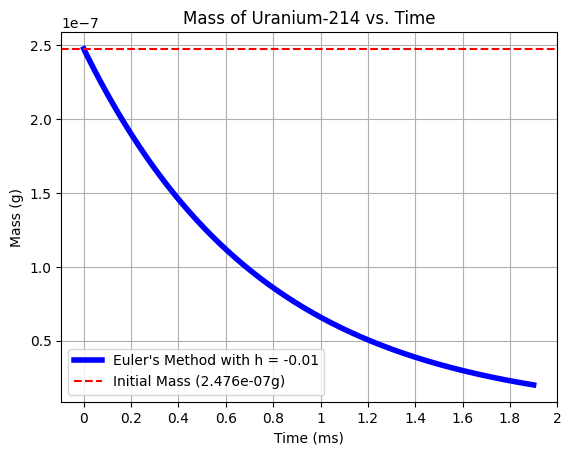 Mass of Uranium-214 vs. Time
1e−7
2.5
2.0
1.5
1.0
0.5
Mass (g)
Euler's Method with h = -0.01
Initial Mass (2.476e-07g)
0 0.2 0.4 0.6 0.8 1 1.2 1.4 1.6 1.8 2
Time (ms)